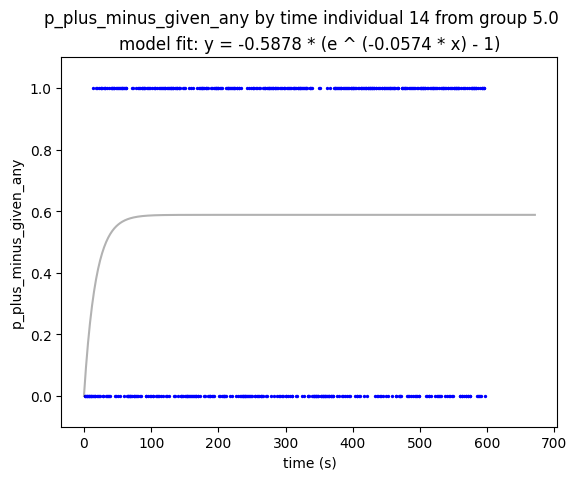 p_plus_minus_given_any by time individual 14 from group 5.0
model fit: y = -0.5878 * (e ^ (-0.0574 * x) - 1)
1.0
0.8
0.6
0.4
0.2
0.0
p_plus_minus_given_any
0 100 200 300 400 500 600 700
time (s)